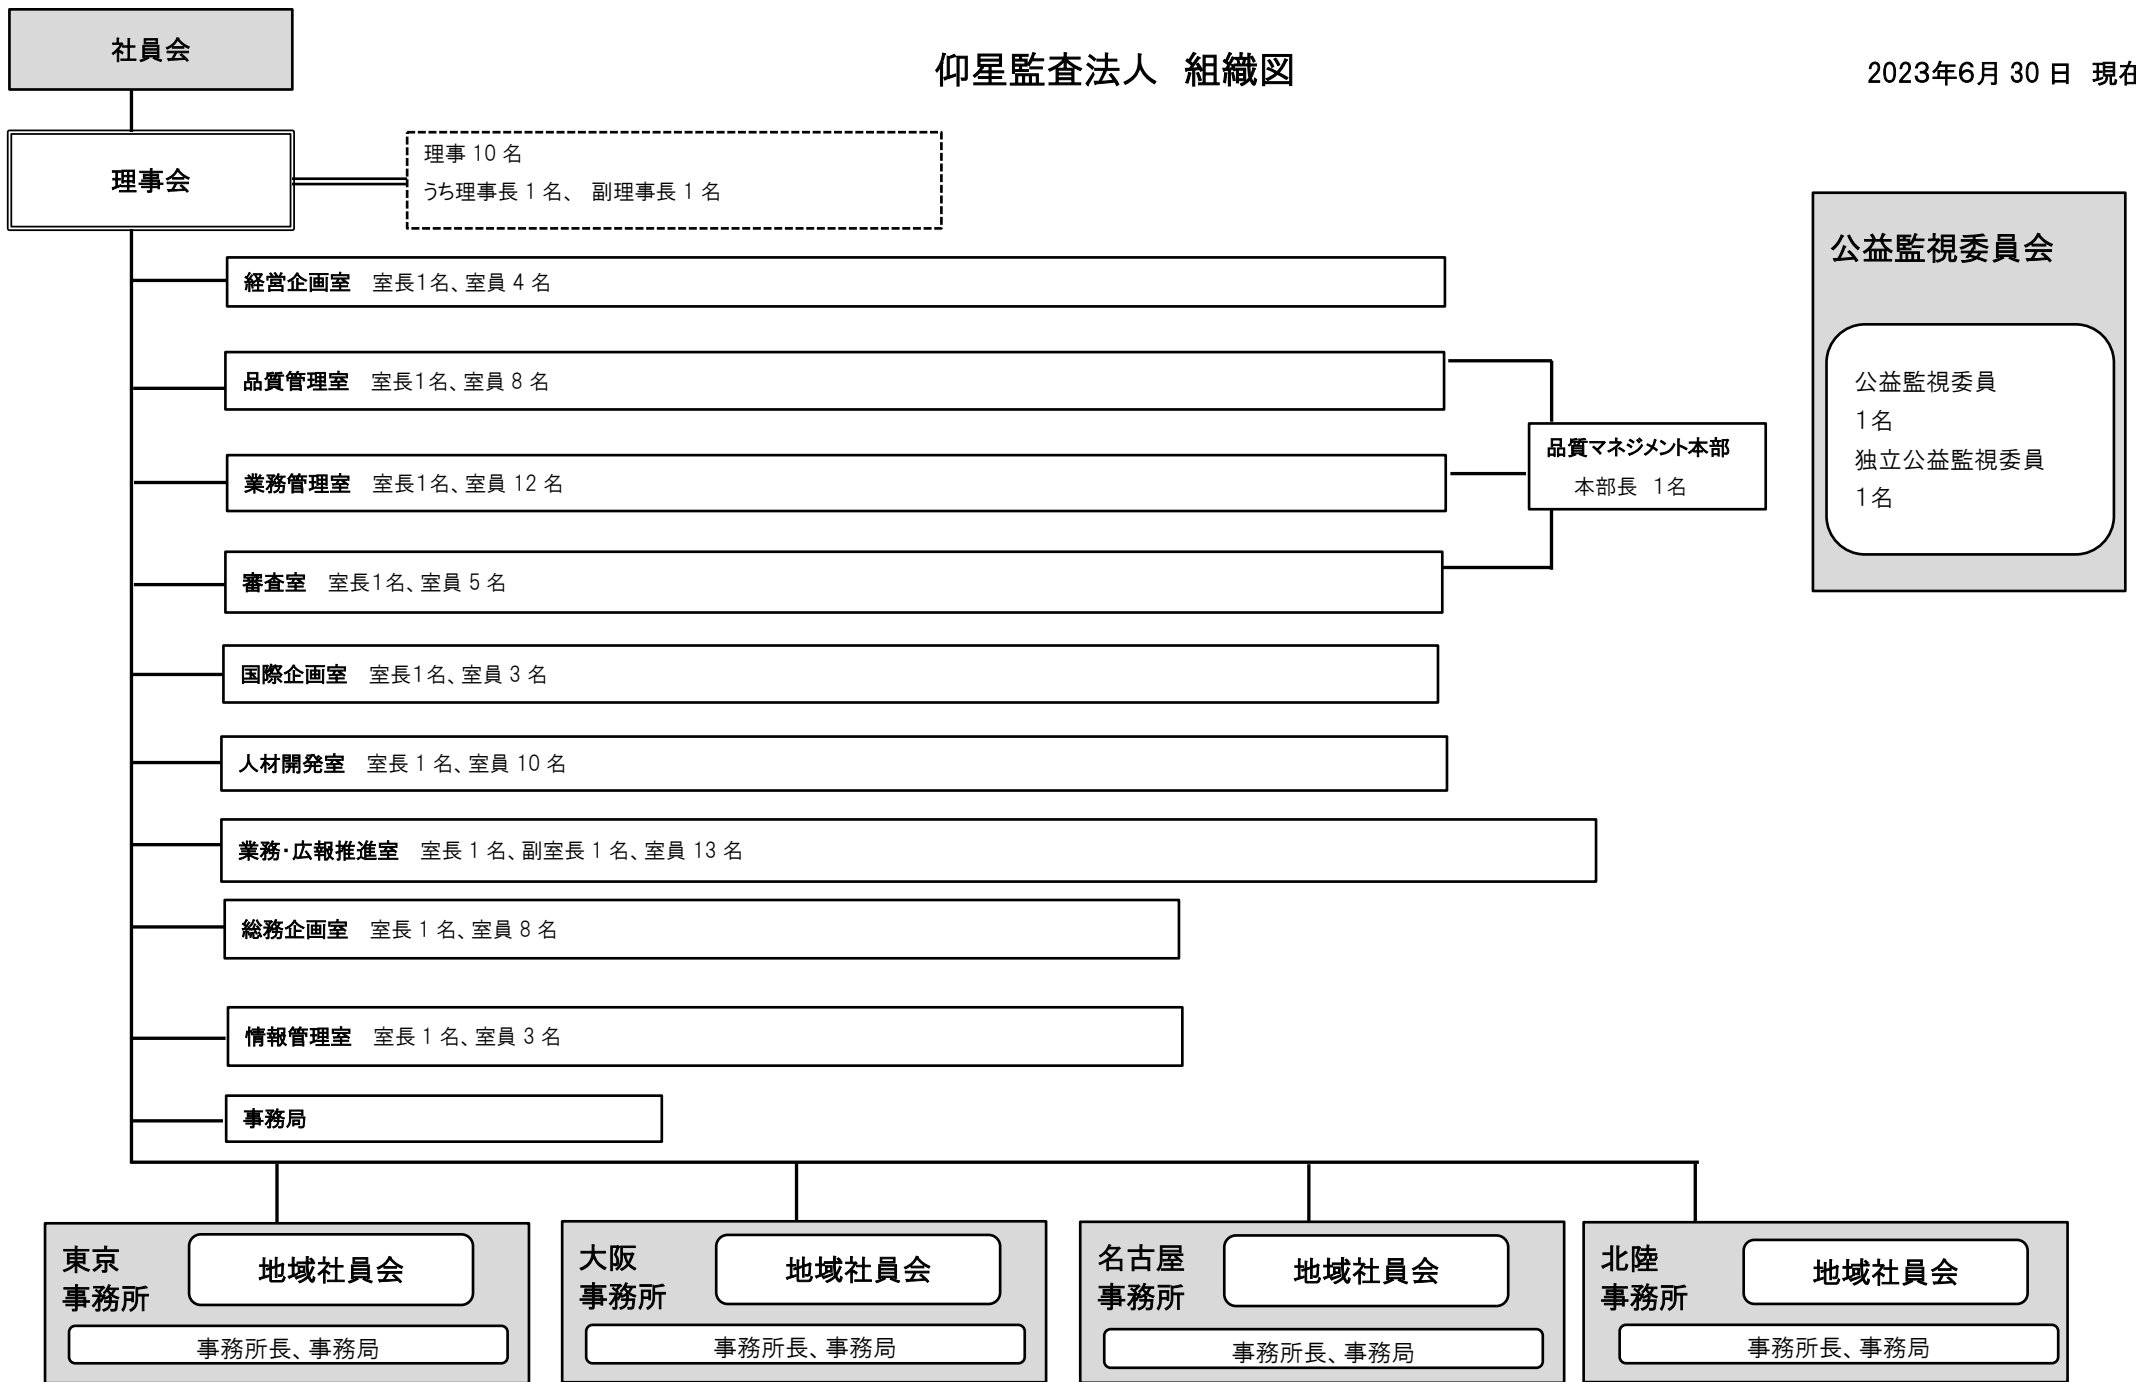 社員会
仰星監査法人　組織図
2023年6月 30 日　現在
理事会
理事 10 名
うち理事長 1 名、 副理事長 1 名
公益監視委員会
公益監視委員
1名
独立公益監視委員
1名
経営企画室　室長1名、室員 4 名
品質管理室　室長1名、室員 8 名
品質マネジメント本部
本部長　1名
業務管理室　室長1名、室員 12 名
審査室　室長1名、室員 5 名
国際企画室　室長1名、室員 3 名
人材開発室　室長 1 名、室員 10 名
業務・広報推進室　室長 1 名、副室長 1 名、室員 13 名
総務企画室　室長 1 名、室員 8 名
情報管理室　室長 1 名、室員 3 名
事務局
東京
事務所
地域社員会
事務所長、事務局
大阪
事務所
地域社員会
事務所長、事務局
名古屋
事務所
地域社員会
事務所長、事務局
北陸
事務所
地域社員会
事務所長、事務局